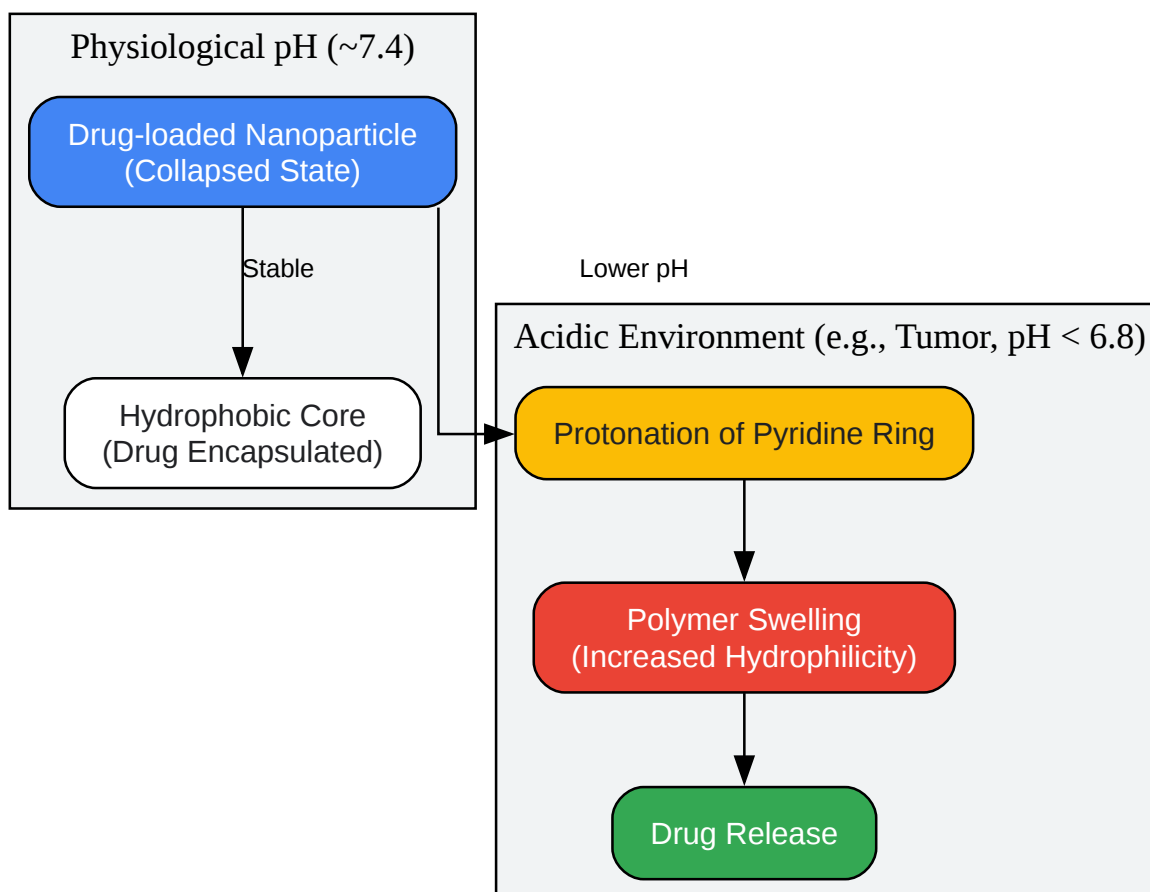 Physiological pH (~7.4)
Drug-loaded Nanoparticle
(Collapsed State)
Stable
Lower pH
Hydrophobic Core
(Drug Encapsulated)
Acidic Environment (e.g., Tumor, pH < 6.8)
Protonation of Pyridine Ring
Polymer Swelling
(Increased Hydrophilicity)
Drug Release